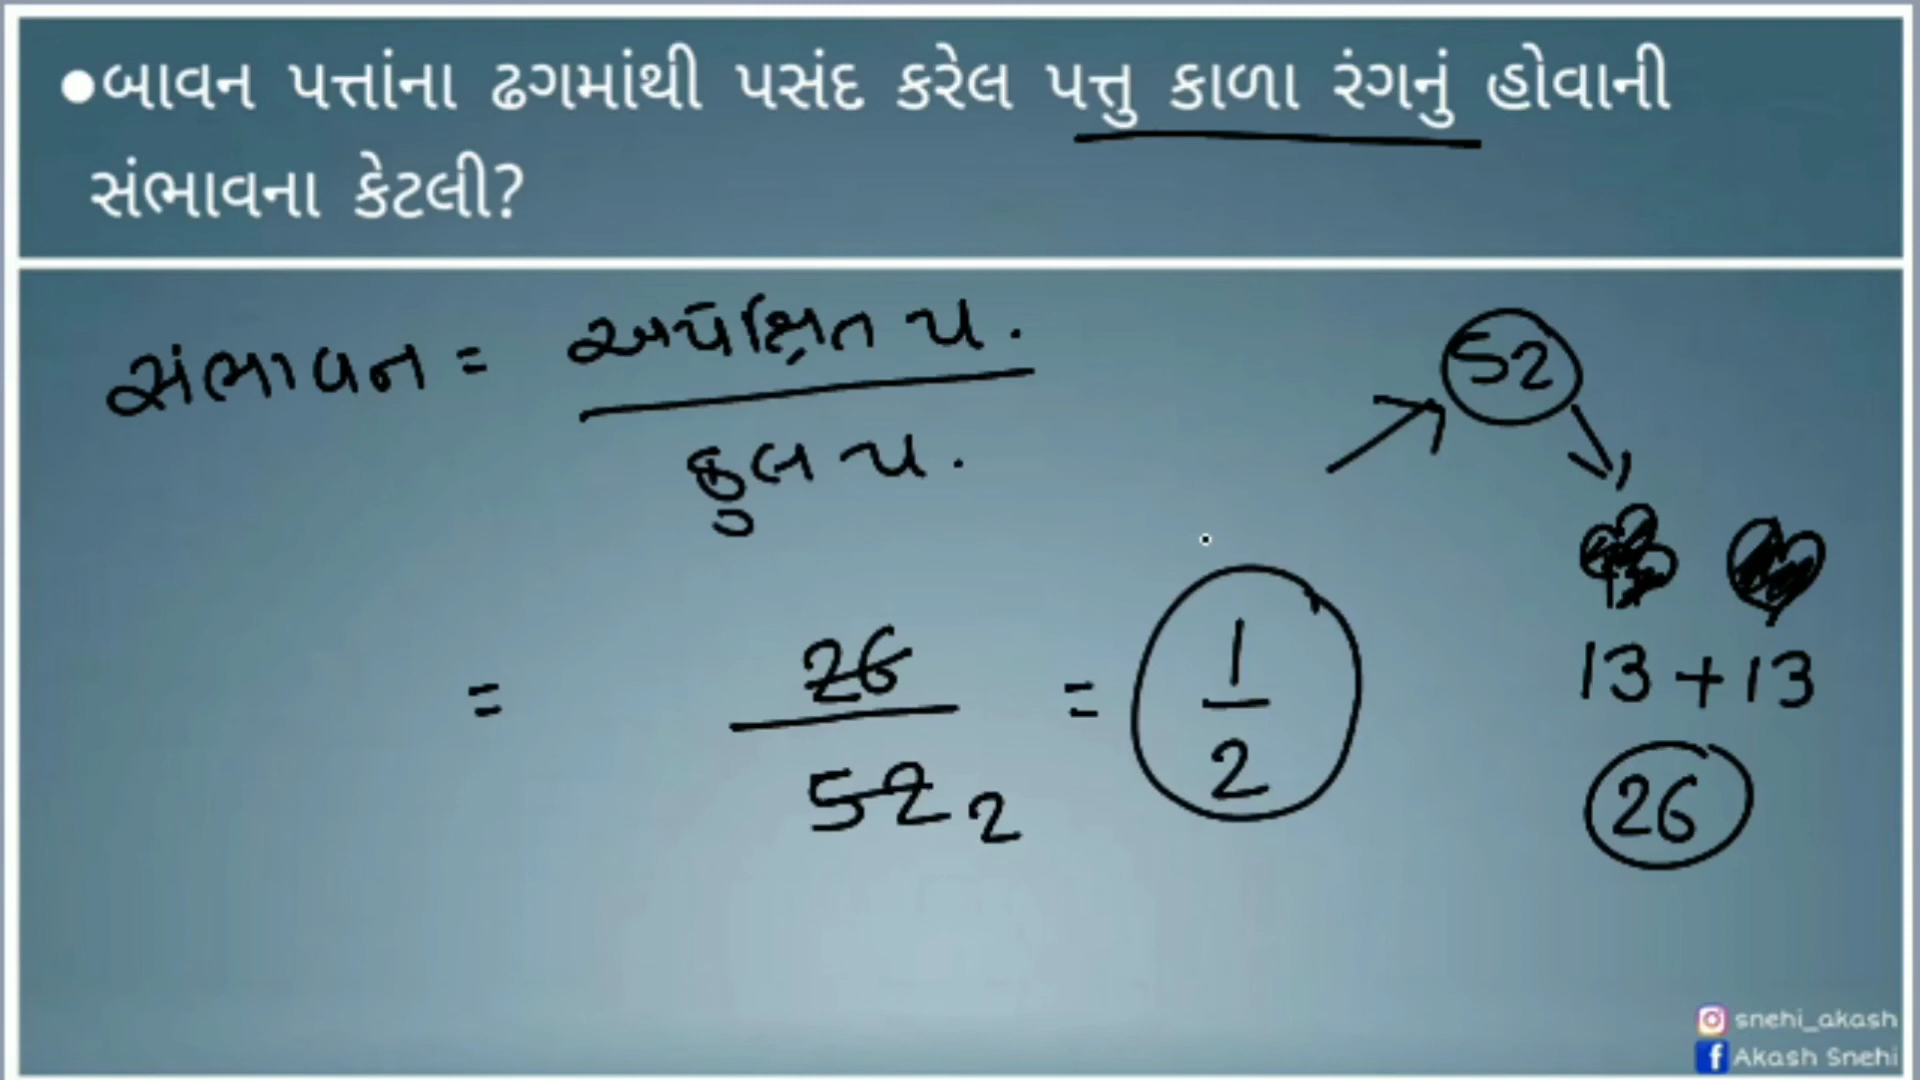 ●બાવન પત્તાંના ઢગમાંથી પસંદ કરેલ પત્તુ કાળા રંગનું હોવાની
સંભાવના કેટલી?
સંભાવન = અપેક્ષિત પ.
કુલ પ.
52
= 26
52 2
= 1
2
13 + 13
26
snehi_akash
Akash Snehi